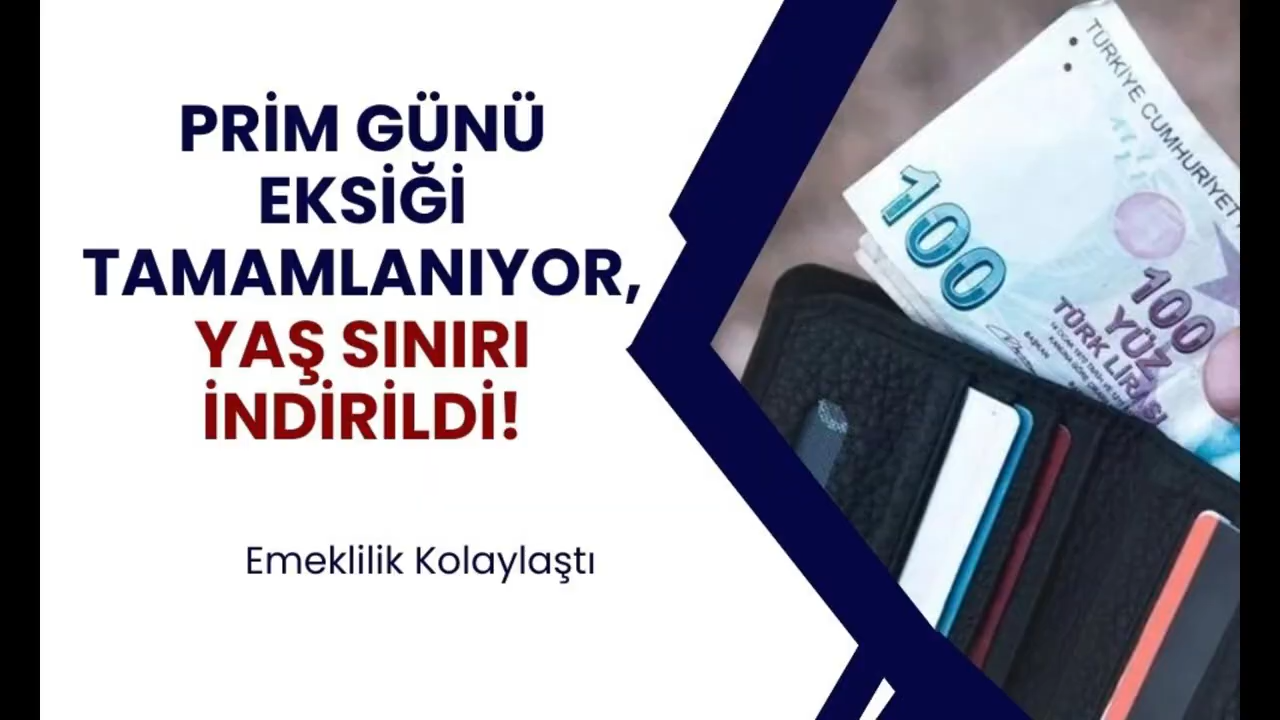 PRİM GÜNÜ
EKSİĞİ
TAMAMLANIYOR,
YAŞ SINIRI
İNDİRİLDİ!
Emeklilik Kolaylaştı
TÜRKİYE CUMHURİYET
100
100
YÜZ
TÜRK LİRASI